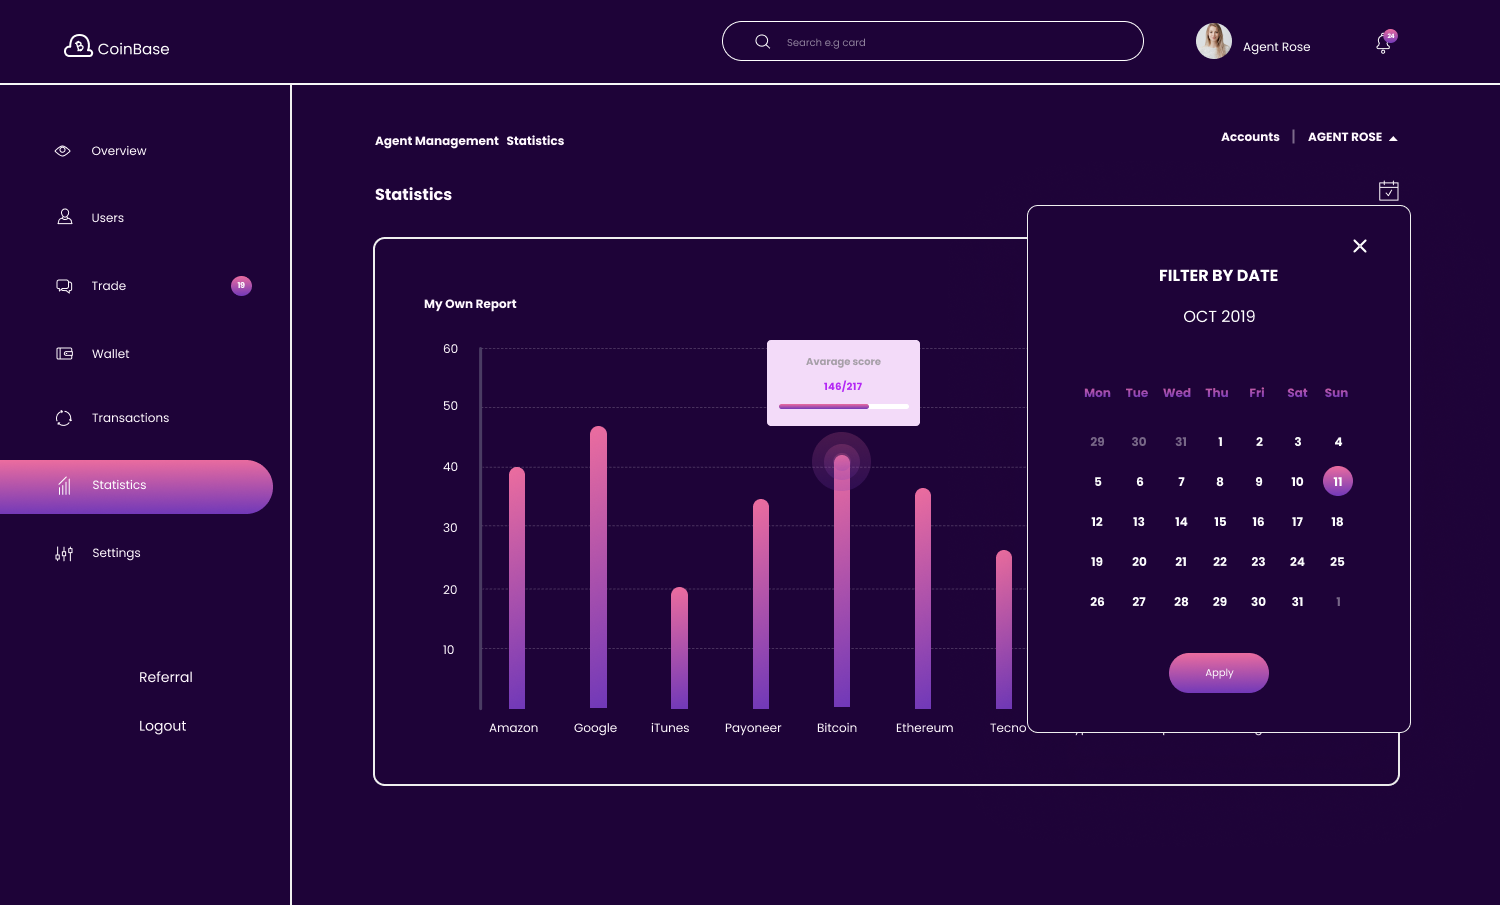 CoinBase
Search e.g card
Agent Rose
24
Overview
Users
Trade
19
Wallet
Transactions
Statistics
Settings
Referral
Logout
Agent Management Statistics
Accounts | AGENT ROSE
Statistics
My Own Report
60
50
40
30
20
10
Avarage score
146/217
Amazon Google iTunes Payoneer Bitcoin Ethereum Tecno
FILTER BY DATE
OCT 2019
Mon Tue Wed Thu Fri Sat Sun
29 30 31 1 2 3 4
5 6 7 8 9 10 11
12 13 14 15 16 17 18
19 20 21 22 23 24 25
26 27 28 29 30 31 1
Apply